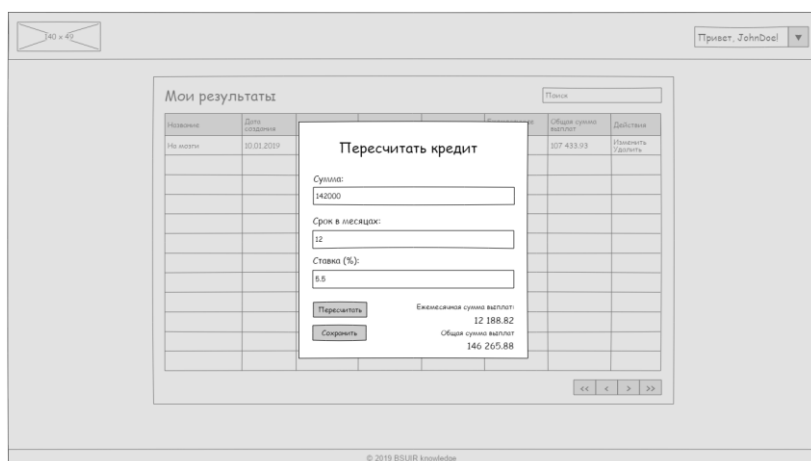 140 x 49
Привет, JohnDoe!
Мои результаты
Поиск
Название
Дата создания
Общая сумма выплат
Действия
На мазли
10.01.2019
107 433.93
Изменить
Удалить
Пересчитать кредит
Сумма:
142000
Срок в месяцах:
12
Ставка (%):
5.5
Пересчитать
Ежемесячная сумма выплат:
12 188.82
Сохранить
Общая сумма выплат
146 265.88
<< < > >>
© 2019 BSUIR knowledge